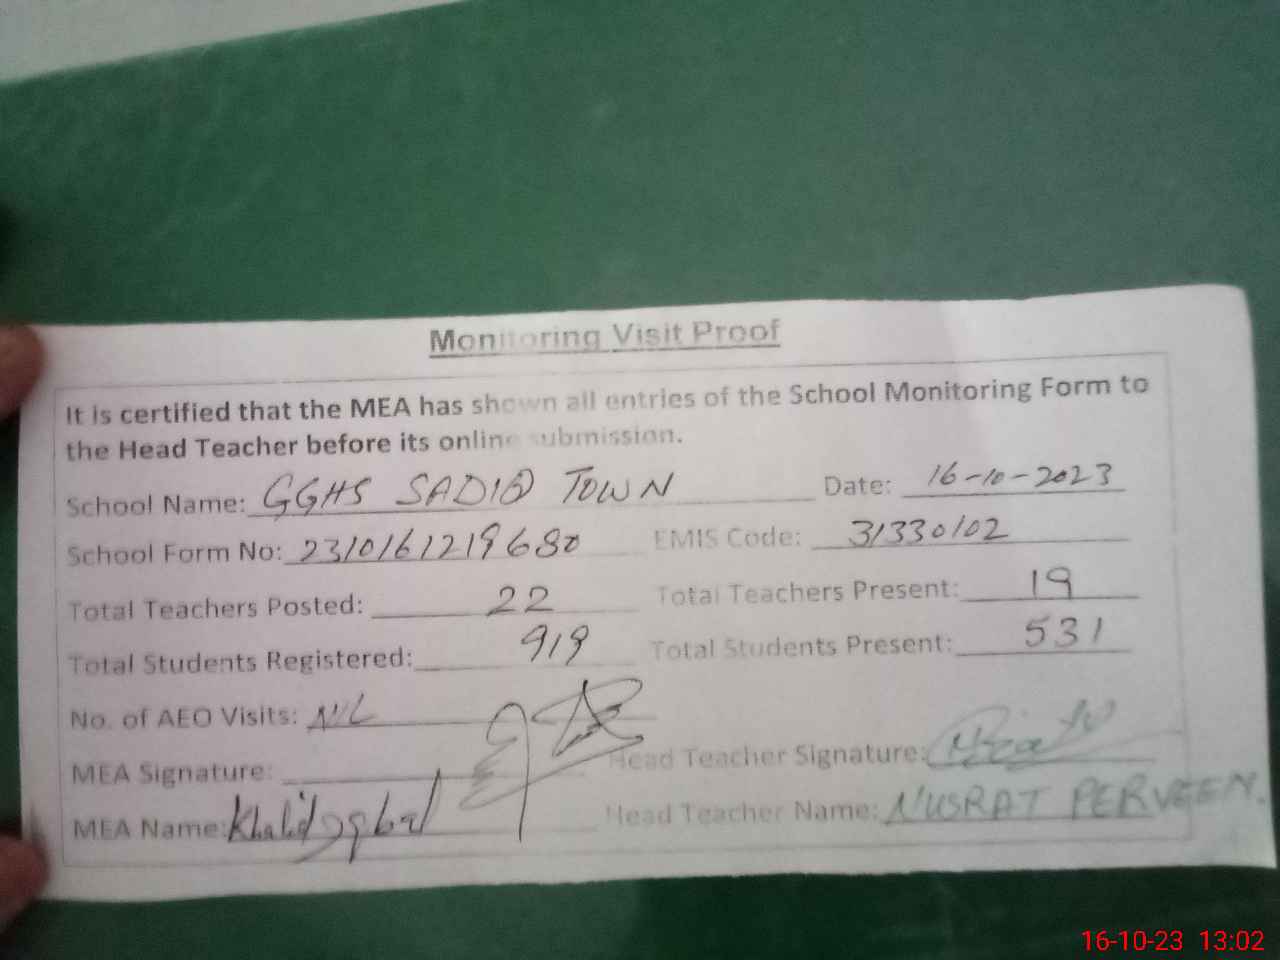 Monitoring Visit Proof
It is certified that the MEA has shown all entries of the School Monitoring Form to
the Head Teacher before its online submission.
School Name: GGHS SADIQ TOWN Date: 16-10-2023
School Form No: 2310161219680 EMIS Code: 31330102
Total Teachers Posted: 22 Total Teachers Present: 19
Total Students Registered: 919 Total Students Present: 531
No. of AEO Visits: NIL
MEA Signature: Head Teacher Signature:
MEA Name: Khalid Iqbal Head Teacher Name: NUSRAT PERVEEN.
16-10-23 13:02